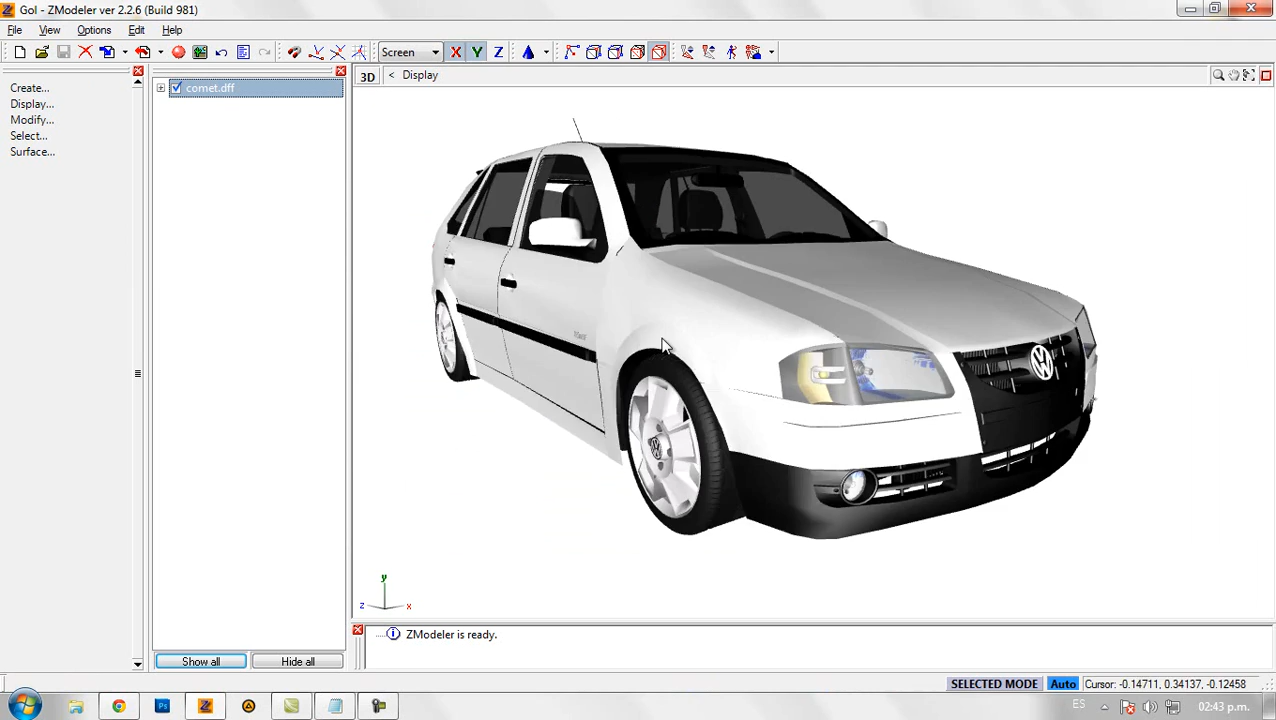 Gol - ZModeler ver 2.2.6 (Build 981)
File View Options Edit Help
Screen X Y Z
Create...
Display...
Modify...
Select...
Surface...
comet.dff
3D < Display
y
z x
Show all Hide all
ZModeler is ready.
SELECTED MODE Auto Cursor: -0.14711, 0.34137, -0.12458
Ps ES 02:43 p.m.